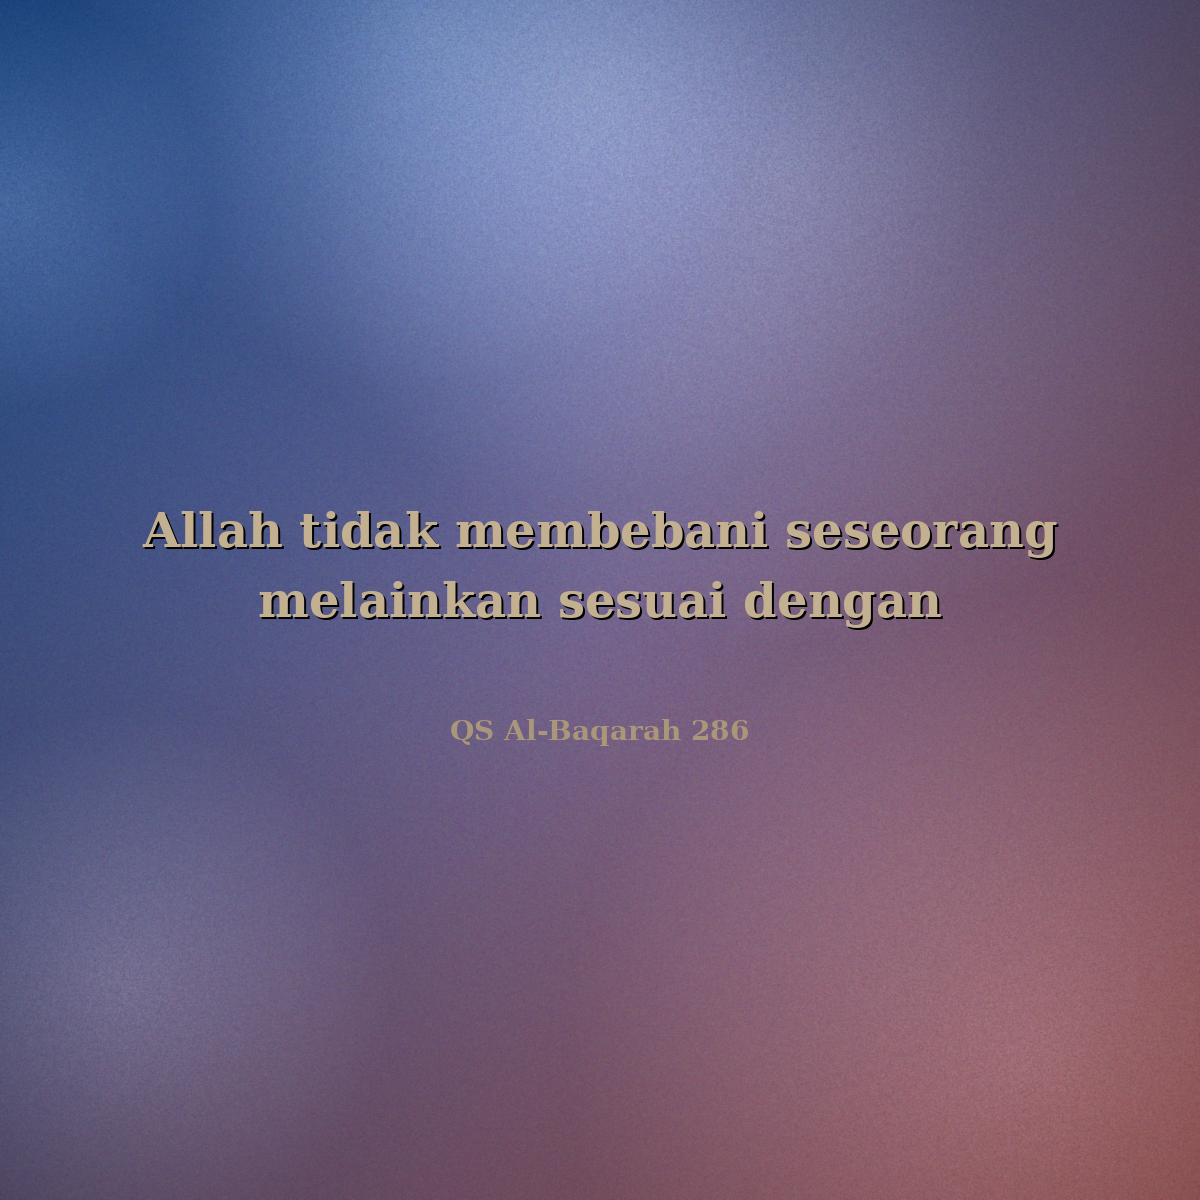 Allah tidak membebani seseorang
melainkan sesuai dengan
QS Al-Baqarah 286